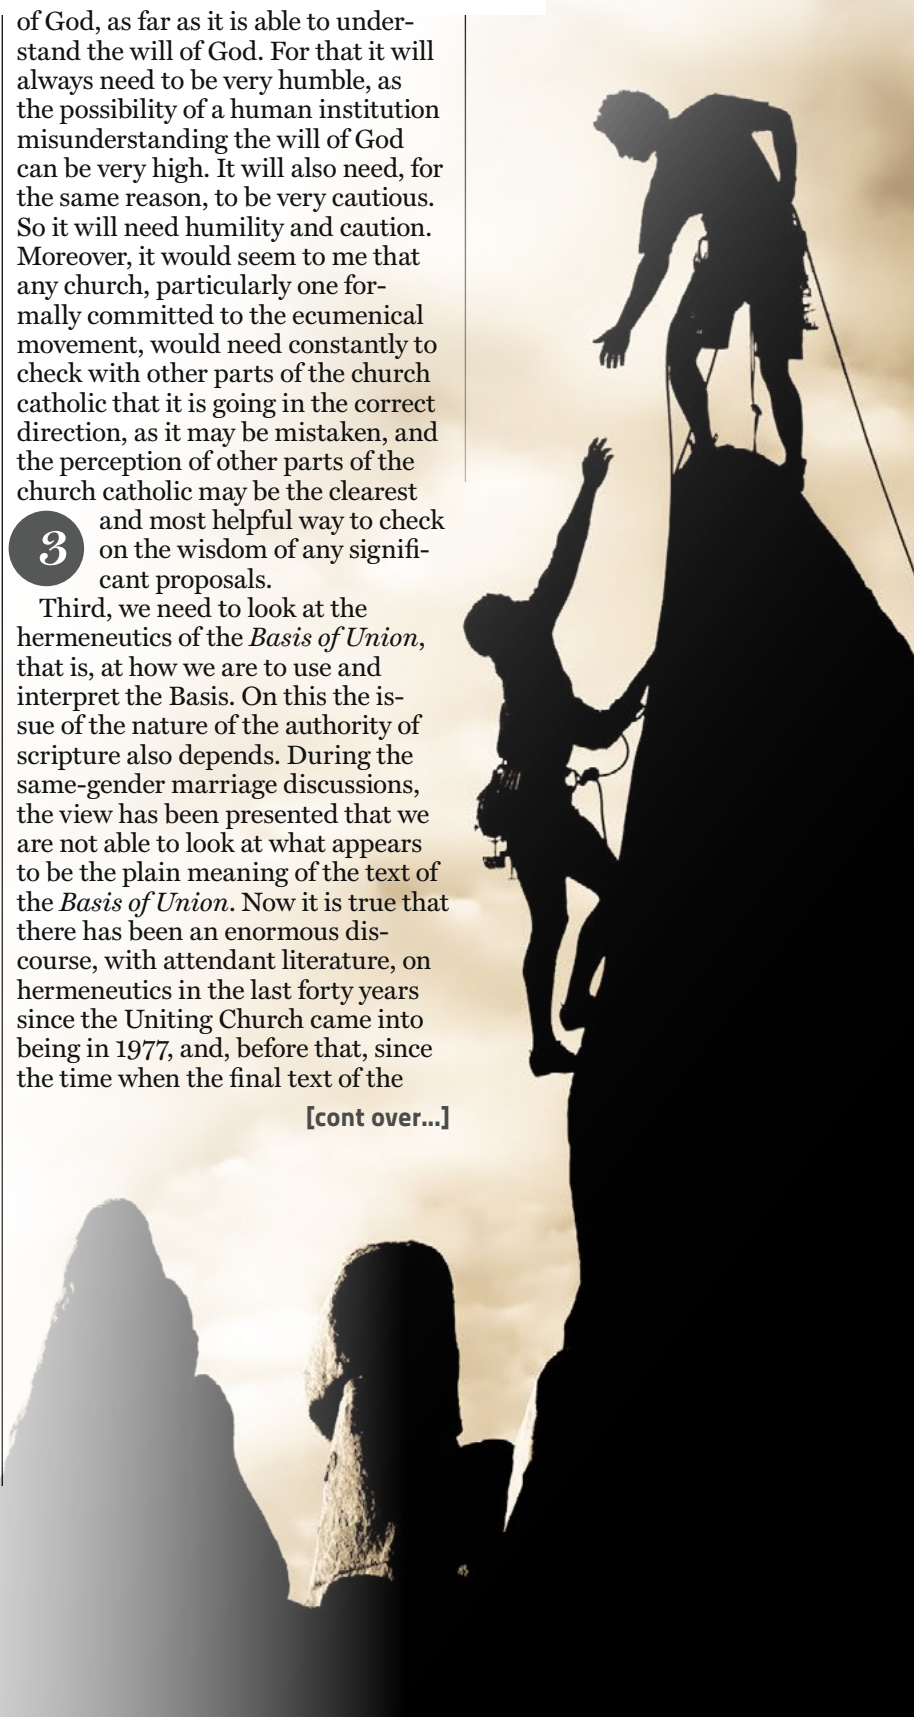 of God, as far as it is able to under-
stand the will of God. For that it will
always need to be very humble, as
the possibility of a human institution
misunderstanding the will of God
can be very high. It will also need, for
the same reason, to be very cautious.
So it will need humility and caution.
Moreover, it would seem to me that
any church, particularly one for-
mally committed to the ecumenical
movement, would need constantly to
check with other parts of the church
catholic that it is going in the correct
direction, as it may be mistaken, and
the perception of other parts of the
church catholic may be the clearest
and most helpful way to check
on the wisdom of any signifi-
cant proposals.
3
Third, we need to look at the
hermeneutics of the Basis of Union,
that is, at how we are to use and
interpret the Basis. On this the is-
sue of the nature of the authority of
scripture also depends. During the
same-gender marriage discussions,
the view has been presented that we
are not able to look at what appears
to be the plain meaning of the text of
the Basis of Union. Now it is true that
there has been an enormous dis-
course, with attendant literature, on
hermeneutics in the last forty years
since the Uniting Church came into
being in 1977, and, before that, since
the time when the final text of the
[cont over...]